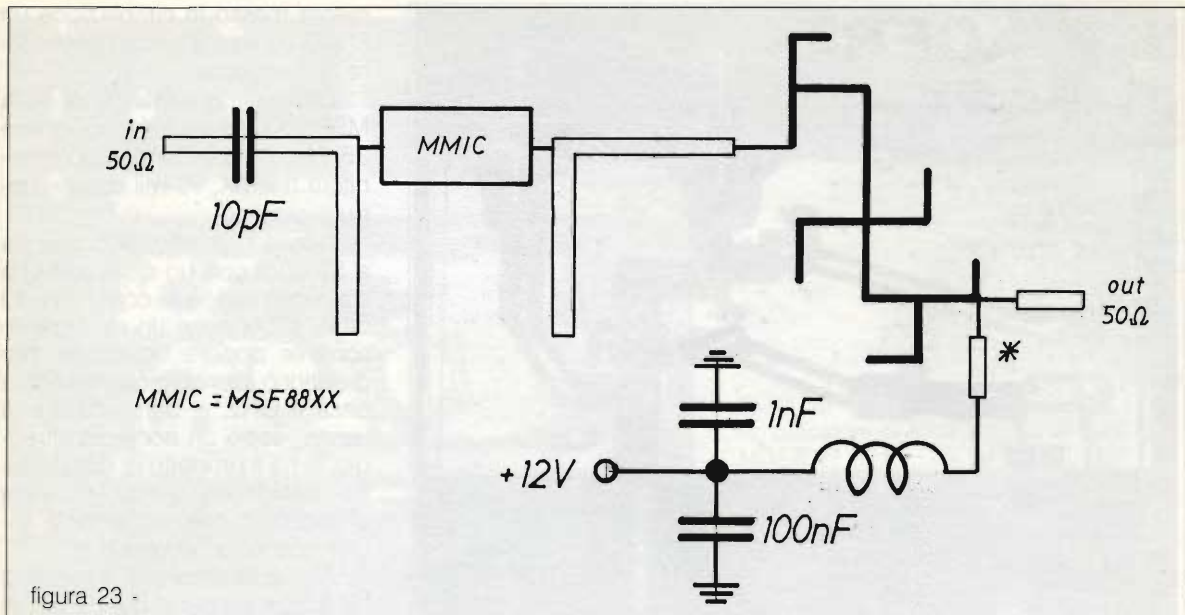 in
50Ω
10pF
MMIC
out
50Ω
*
MMIC = MSF88XX
1nF
+12V
100nF
figura 23 -